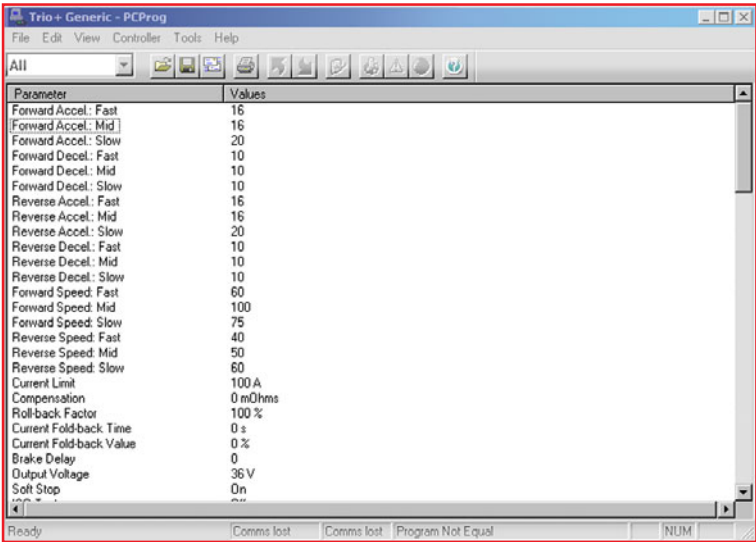 Trio+ Generic - PCProg
File Edit View Controller Tools Help
All
Parameter Values
Forward Accel.: Fast 16
Forward Accel.: Mid 16
Forward Accel.: Slow 20
Forward Decel.: Fast 10
Forward Decel.: Mid 10
Forward Decel.: Slow 10
Reverse Accel.: Fast 16
Reverse Accel.: Mid 16
Reverse Accel.: Slow 20
Reverse Decel.: Fast 10
Reverse Decel.: Mid 10
Reverse Decel.: Slow 10
Forward Speed: Fast 60
Forward Speed: Mid 100
Forward Speed: Slow 75
Reverse Speed: Fast 40
Reverse Speed: Mid 50
Reverse Speed: Slow 60
Current Limit 100 A
Compensation 0 mOhms
Roll-back Factor 100 %
Current Fold-back Time 0 s
Current Fold-back Value 0 %
Brake Delay 0
Output Voltage 36 V
Soft Stop On
Ready Comms lost Comms lost Program Not Equal NUM